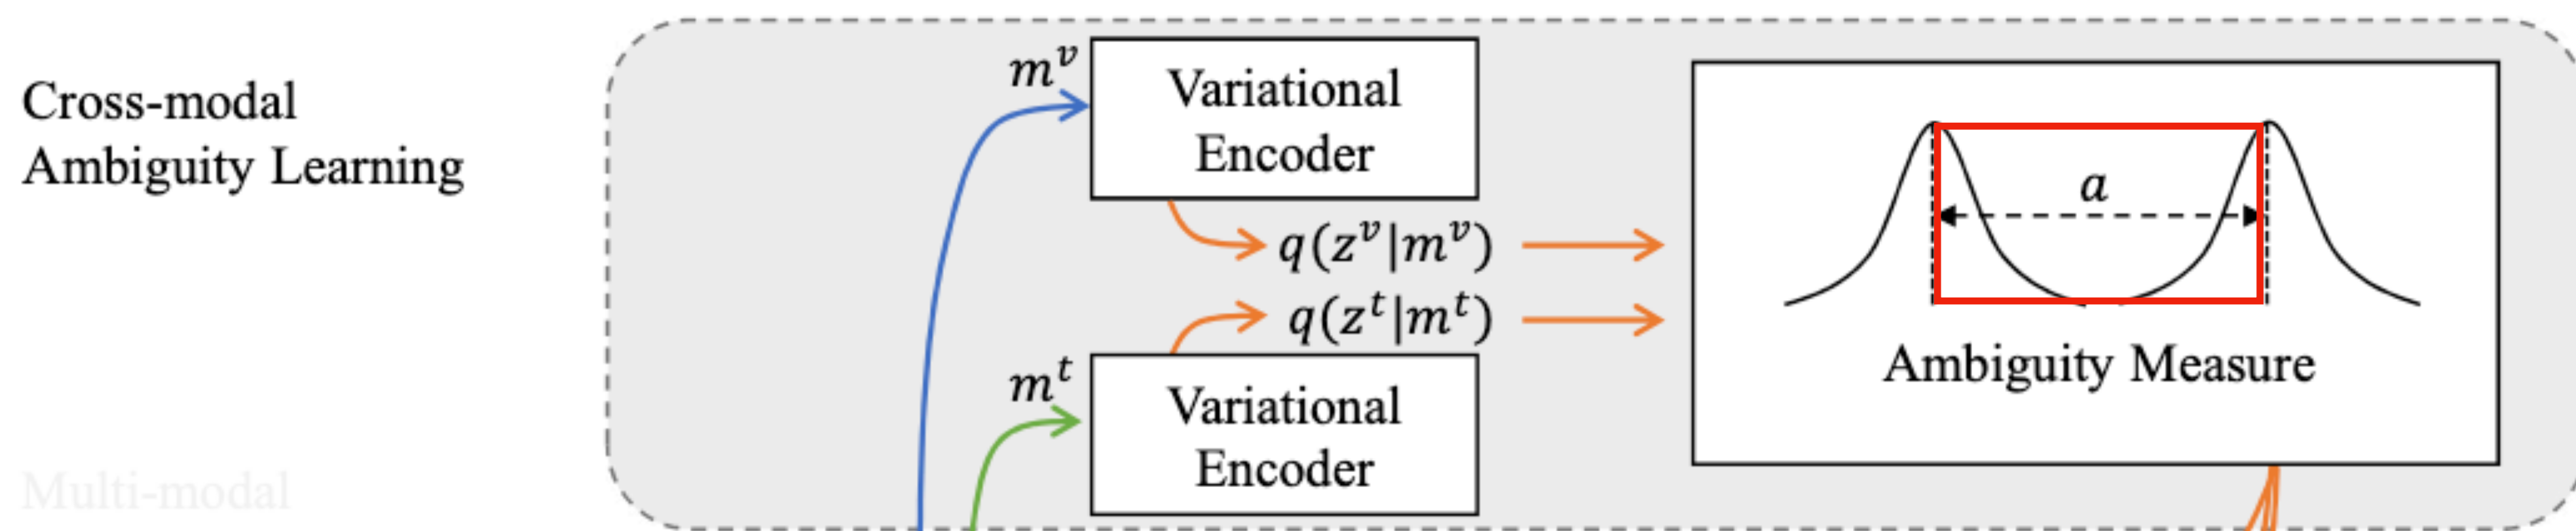 Cross-modal
Ambiguity Learning
m^v
Variational
Encoder
q(z^v|m^v)
q(z^t|m^t)
m^t
Variational
Encoder
a
Ambiguity Measure
Multi-modal